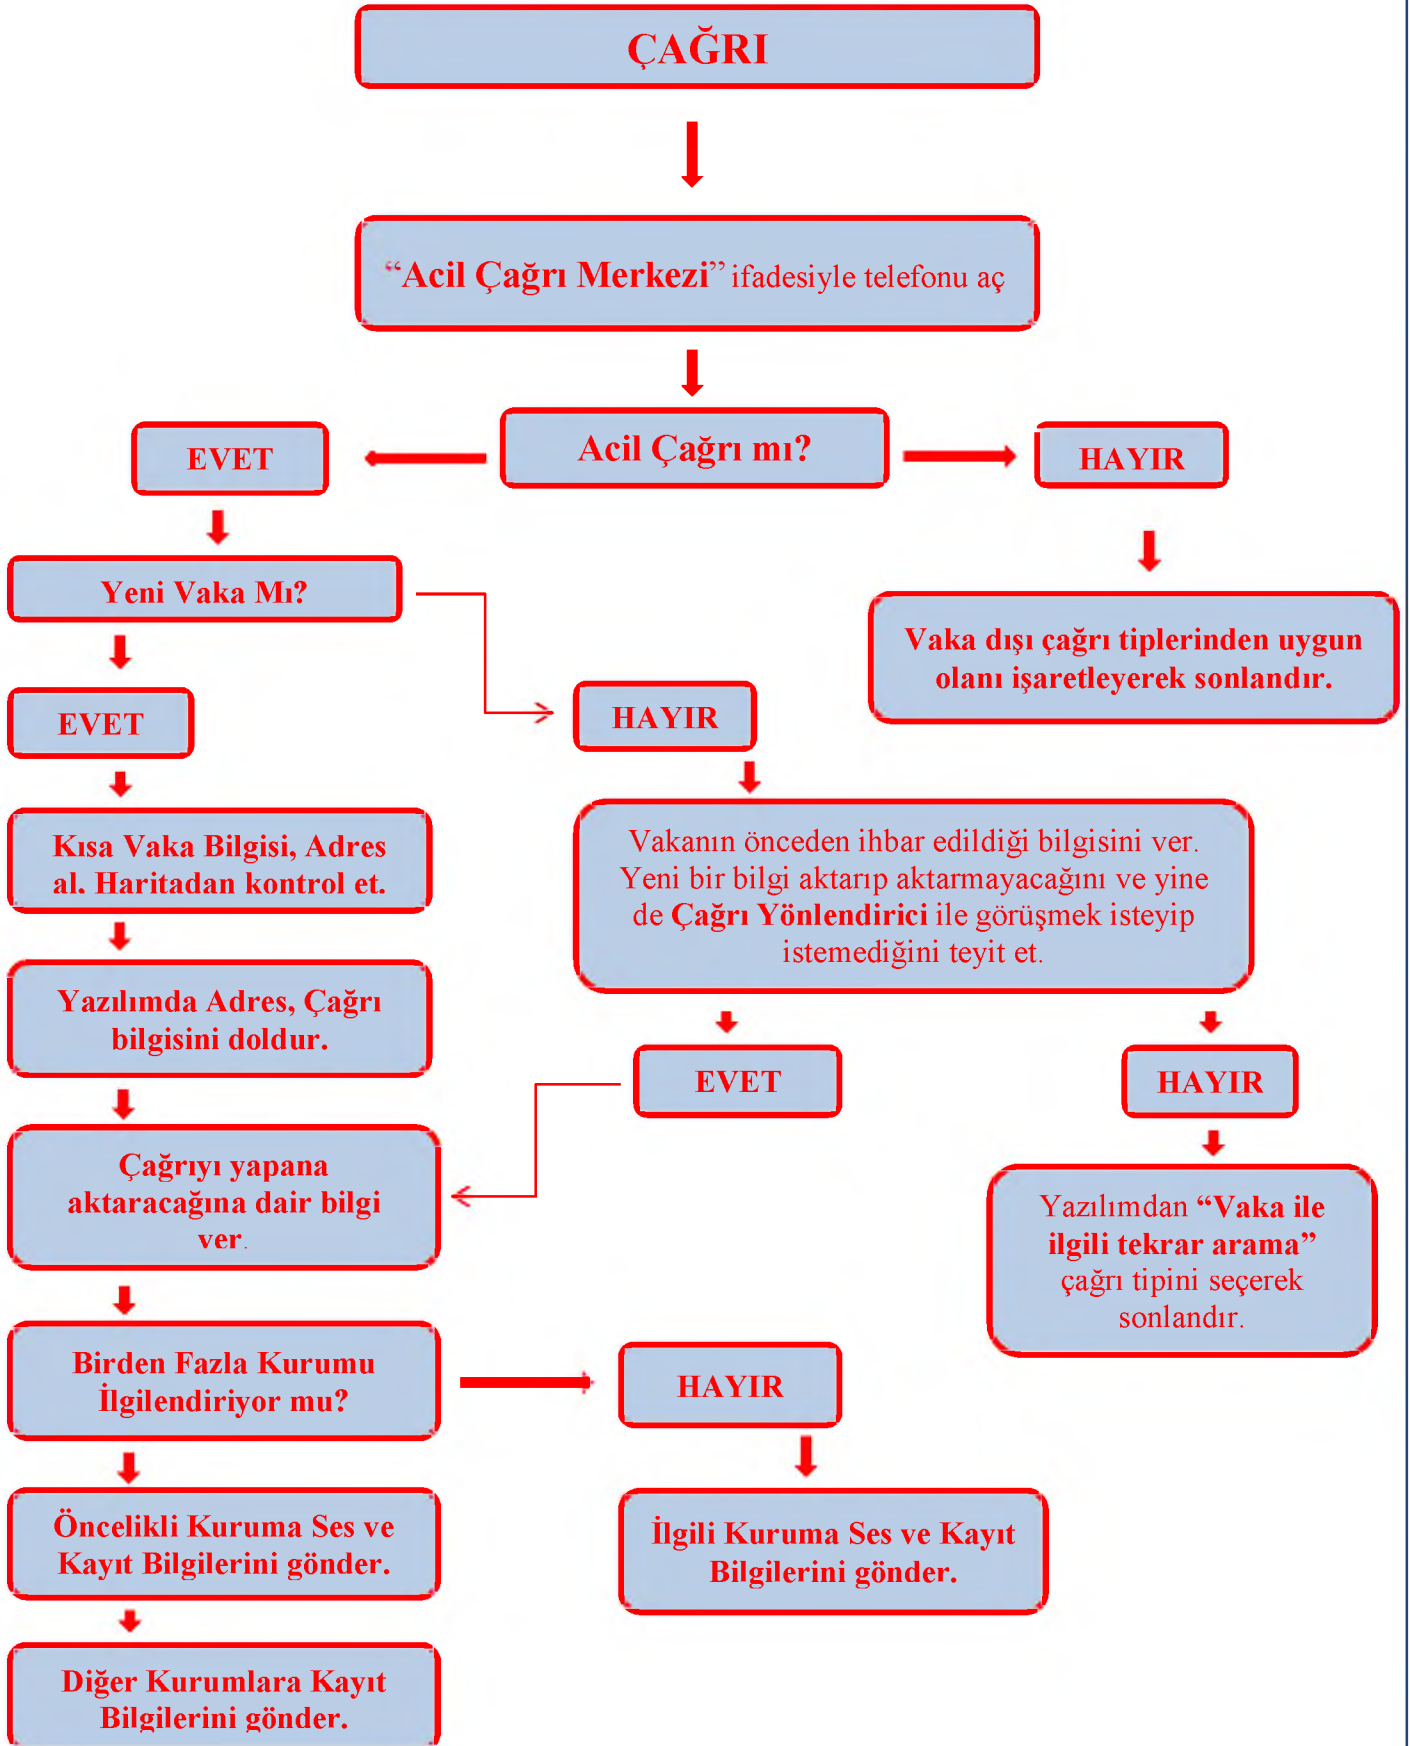 ÇAĞRI
“Acil Çağrı Merkezi” ifadesiyle telefonu aç
Acil Çağrı mı?
EVET
HAYIR
Yeni Vaka Mı?
Vaka dışı çağrı tiplerinden uygun
olanı işaretleyerek sonlandır.
EVET
HAYIR
Kısa Vaka Bilgisi, Adres
al. Haritadan kontrol et.
Vakanın önceden ihbar edildiği bilgisini ver.
Yeni bir bilgi aktarıp aktarmayacağını ve yine
de Çağrı Yönlendirici ile görüşmek isteyip
istemediğini teyit et.
Yazılımda Adres, Çağrı
bilgisini doldur.
EVET
HAYIR
Çağrıyı yapana
aktaracağına dair bilgi
ver.
Yazılımdan “Vaka ile
ilgili tekrar arama”
çağrı tipini seçerek
sonlandır.
Birden Fazla Kurumu
İlgilendiriyor mu?
HAYIR
Öncelikli Kuruma Ses ve
Kayıt Bilgilerini gönder.
İlgili Kuruma Ses ve Kayıt
Bilgilerini gönder.
Diğer Kurumlara Kayıt
Bilgilerini gönder.